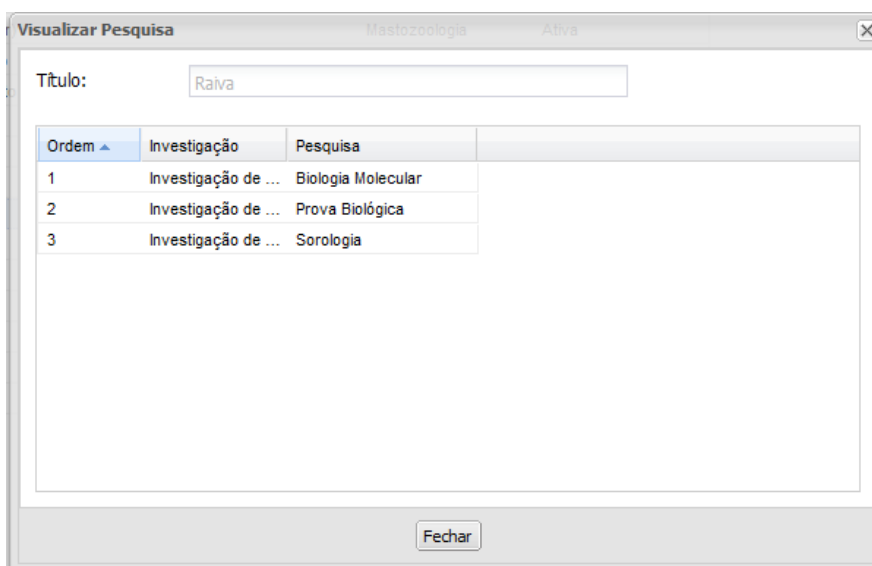 Visualizar Pesquisa Mastozoologia Ativa
Título: Raiva
Ordem Investigação Pesquisa
1 Investigação de ... Biologia Molecular
2 Investigação de ... Prova Biológica
3 Investigação de ... Sorologia
Fechar